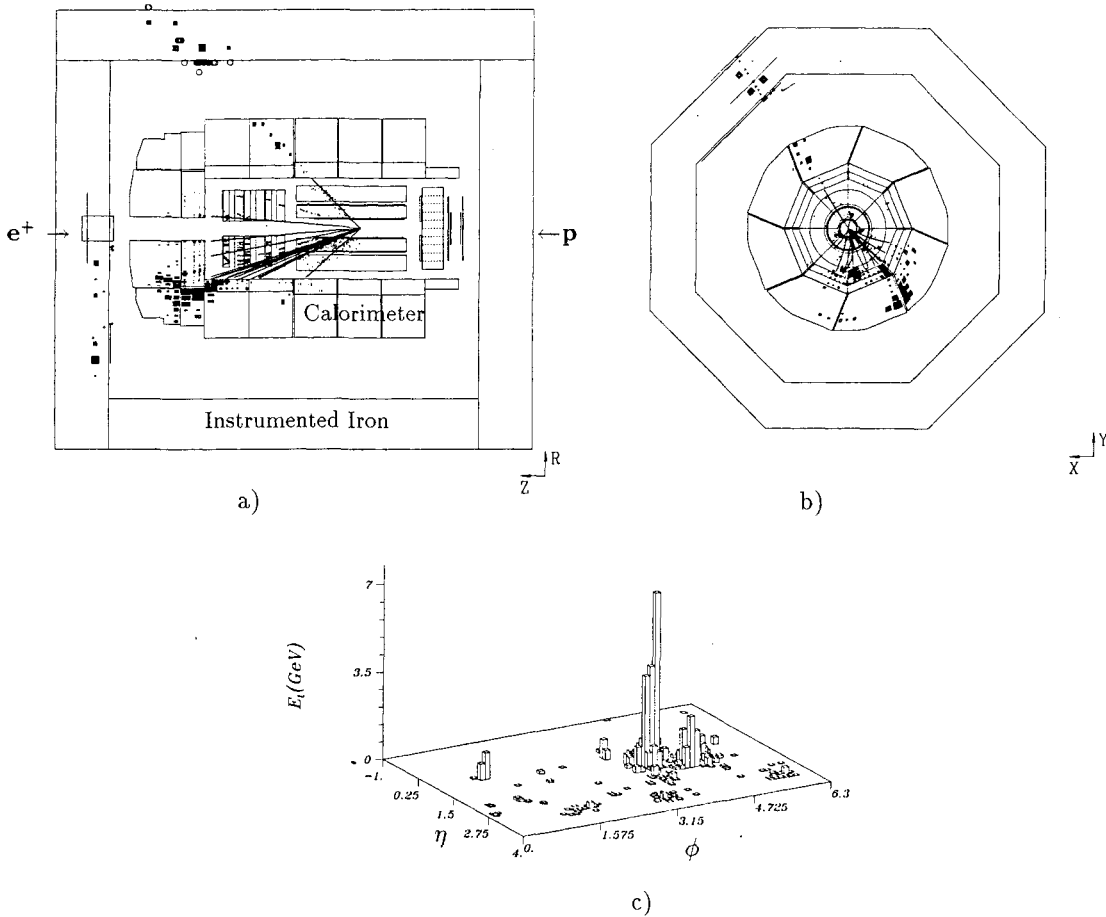 e+
p
Calorimeter
Instrumented Iron
R
Z
a)
Y
X
b)
7
3.5
0
E_t(GeV)
-1.
0.25
1.5
2.75
4.
η
0.
1.575
3.15
4.725
6.3
ϕ
c)